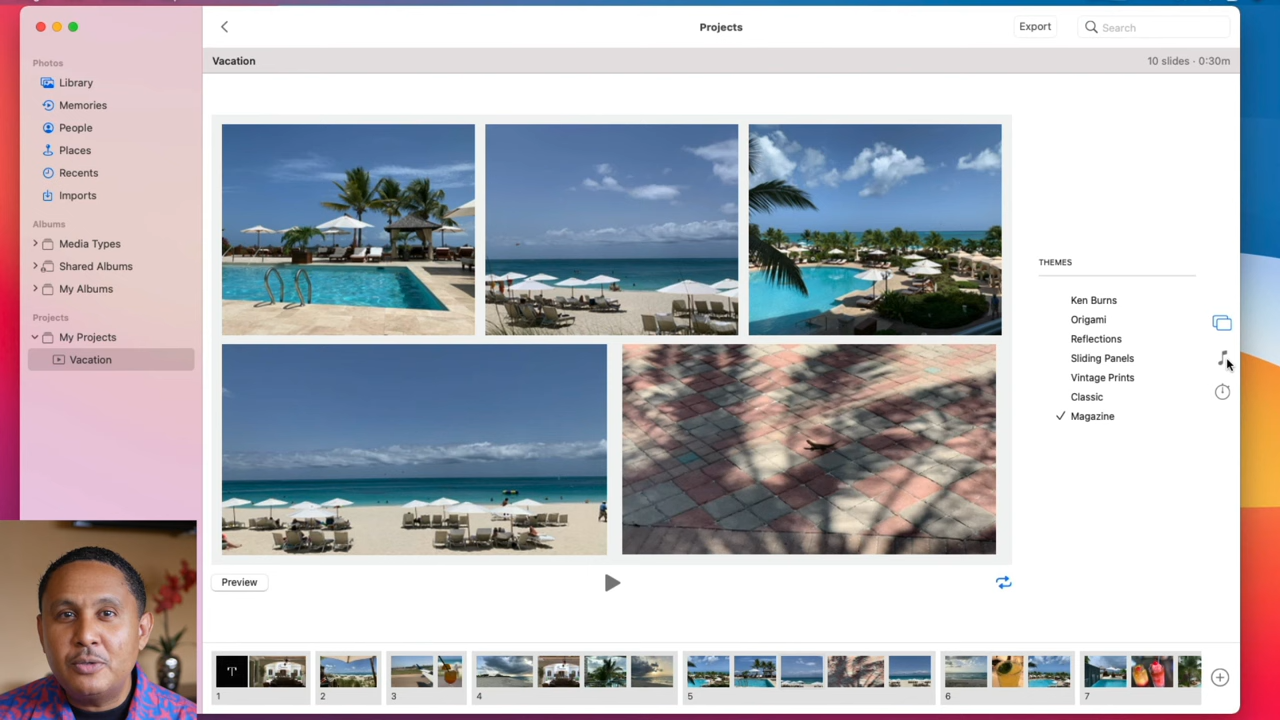 Projects
Export
Search
Photos
Library
Memories
People
Places
Recents
Imports
Albums
Media Types
Shared Albums
My Albums
Projects
My Projects
Vacation
Vacation
10 slides · 0:30m
THEMES
Ken Burns
Origami
Reflections
Sliding Panels
Vintage Prints
Classic
Magazine
Preview
T
1
2
3
4
5
6
7